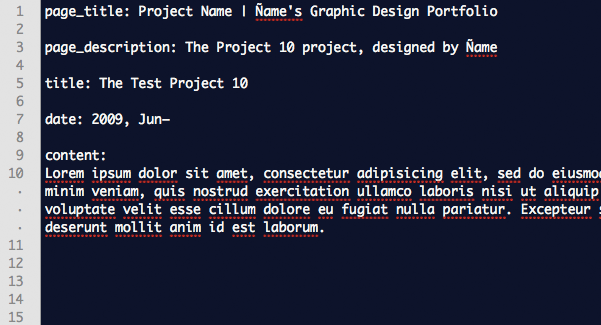 1 page_title: Project Name | Ñame's Graphic Design Portfolio
2
3 page_description: The Project 10 project, designed by Ñame
4
5 title: The Test Project 10
6
7 date: 2009, Jun-
8
9 content:
10 Lorem ipsum dolor sit amet, consectetur adipisicing elit, sed do eiusmod
minim veniam, quis nostrud exercitation ullamco laboris nisi ut aliquip
voluptate velit esse cillum dolore eu fugiat nulla pariatur. Excepteur s
deserunt mollit anim id est laborum.
11
12
13
14
15